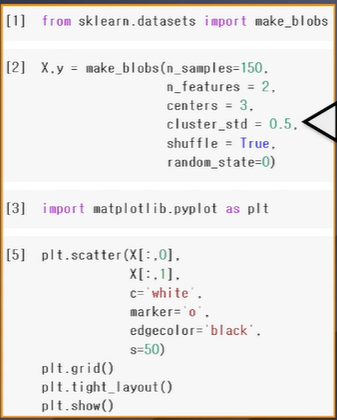 [1] from sklearn.datasets import make_blobs
[2] X,y = make_blobs(n_samples=150,
n_features = 2,
centers = 3,
cluster_std = 0.5,
shuffle = True,
random_state=0)
[3] import matplotlib.pyplot as plt
[5] plt.scatter(X[:,0],
X[:,1],
c='white',
marker='o',
edgecolor='black',
s=50)
plt.grid()
plt.tight_layout()
plt.show()